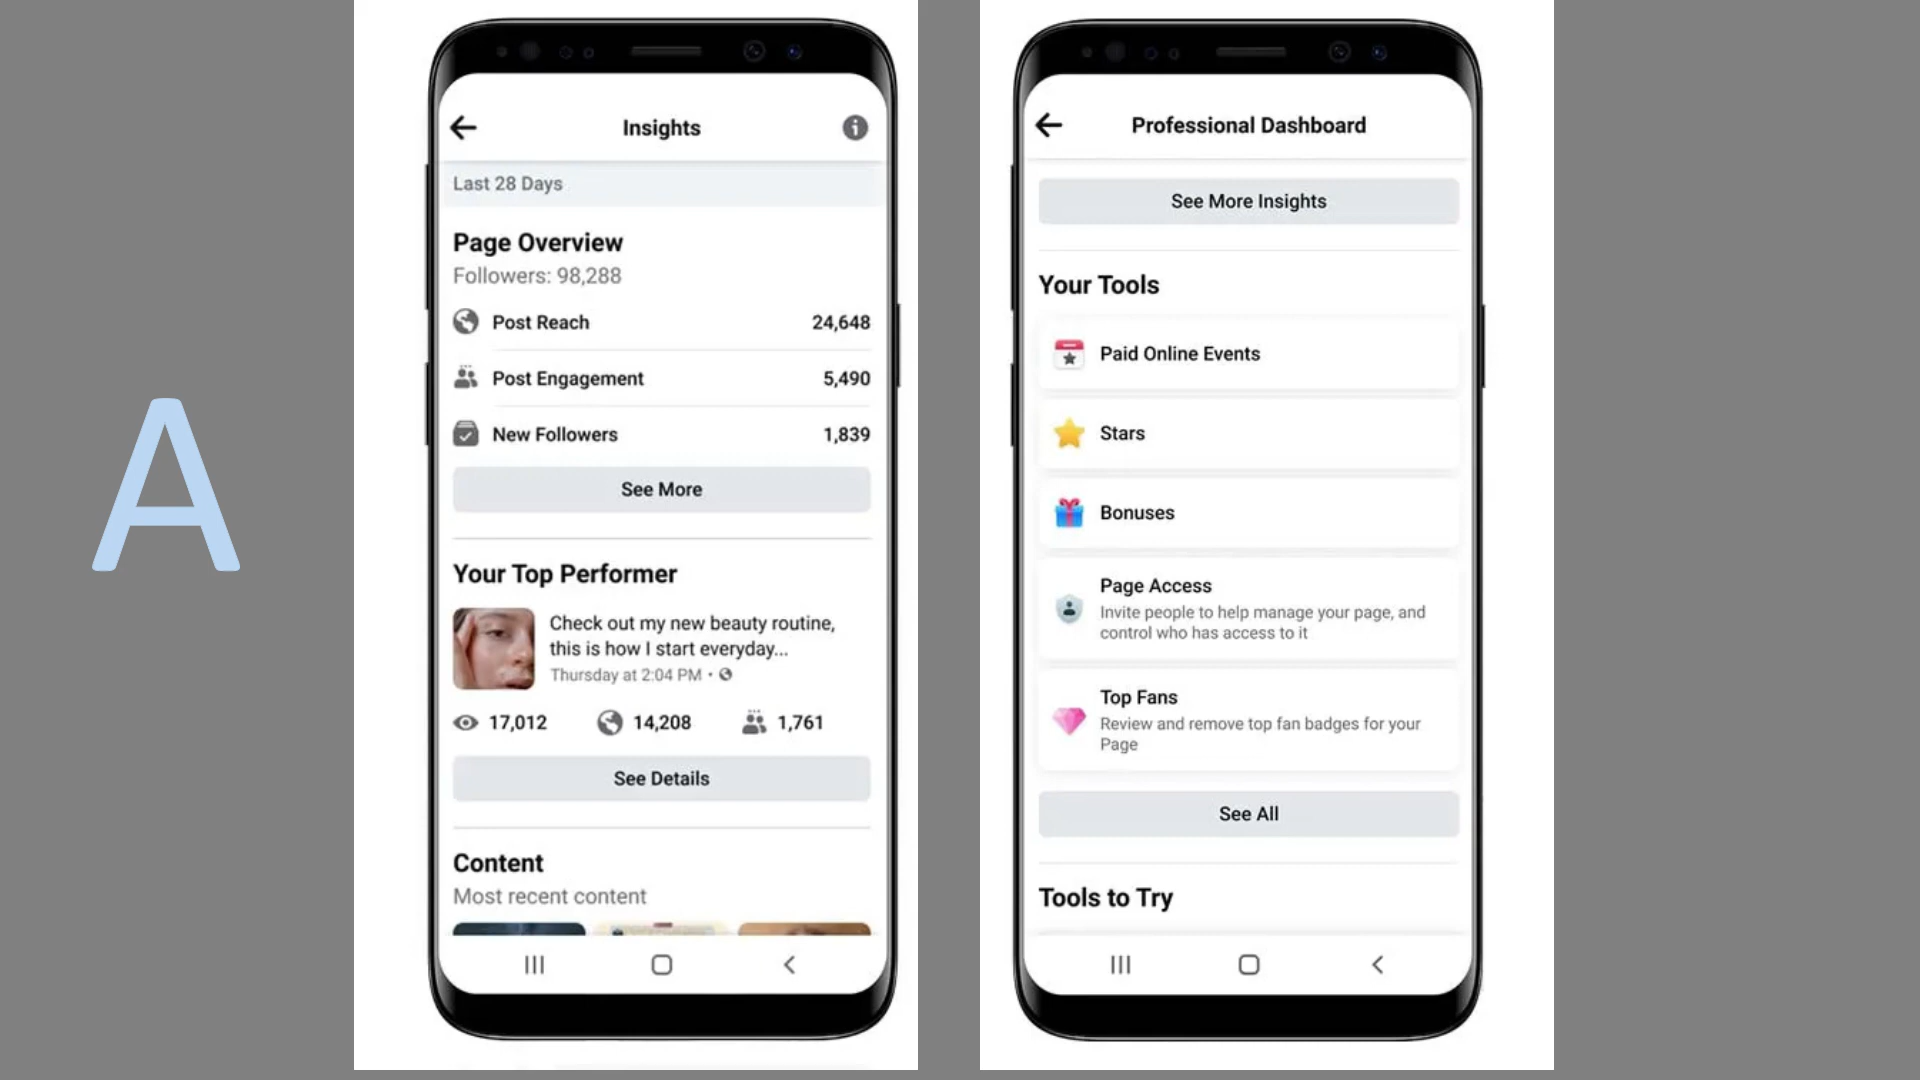 A
Insights
Last 28 Days
Page Overview
Followers: 98,288
Post Reach 24,648
Post Engagement 5,490
New Followers 1,839
See More
Your Top Performer
Check out my new beauty routine,
this is how I start everyday...
Thursday at 2:04 PM •
17,012 14,208 1,761
See Details
Content
Most recent content
Professional Dashboard
See More Insights
Your Tools
Paid Online Events
Stars
Bonuses
Page Access
Invite people to help manage your page, and
control who has access to it
Top Fans
Review and remove top fan badges for your
Page
See All
Tools to Try